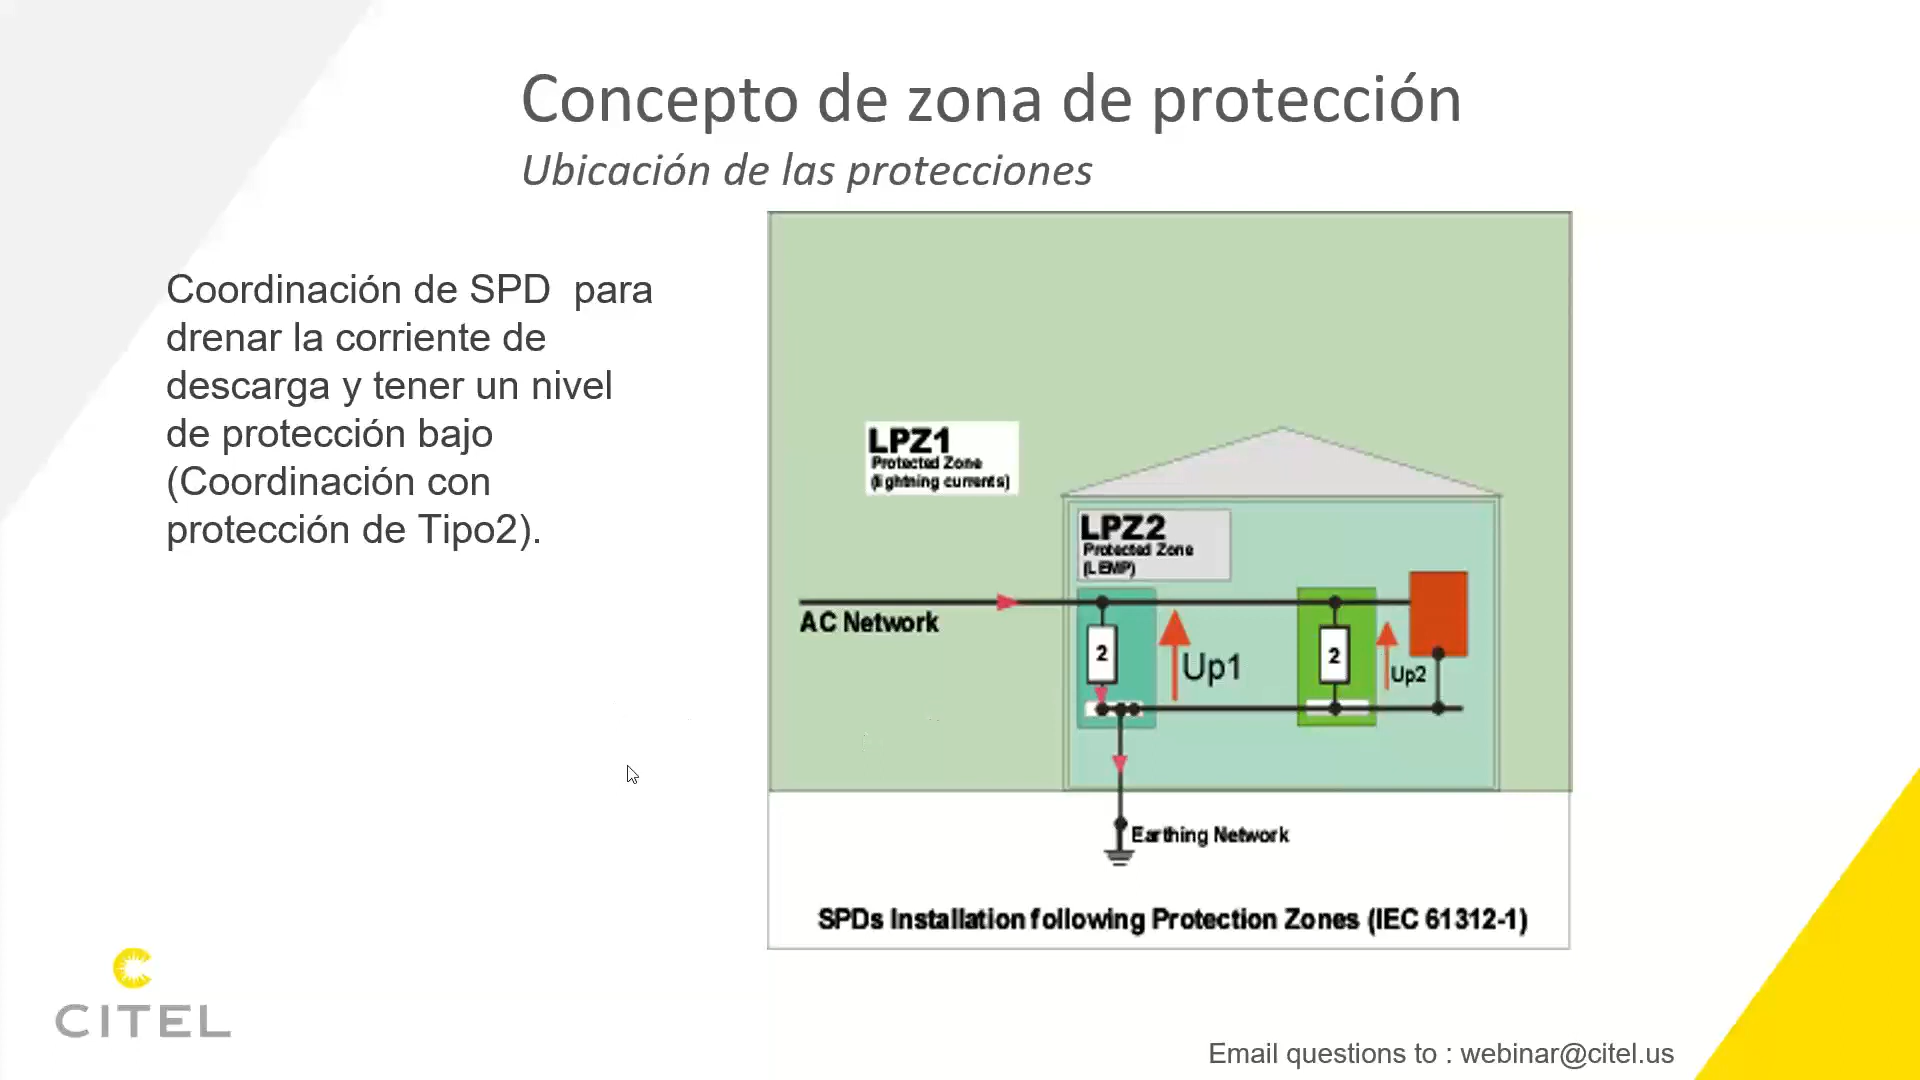 Concepto de zona de protección
Ubicación de las protecciones
Coordinación de SPD  para
drenar la corriente de
descarga y tener un nivel
de protección bajo
(Coordinación con
protección de Tipo2).
LPZ1
Protected Zone
(lightning currents)
LPZ2
Protected Zone
(LEMP)
AC Network
2
Up1
2
Up2
Earthing Network
SPDs Installation following Protection Zones (IEC 61312-1)
CITEL
Email questions to : webinar@citel.us